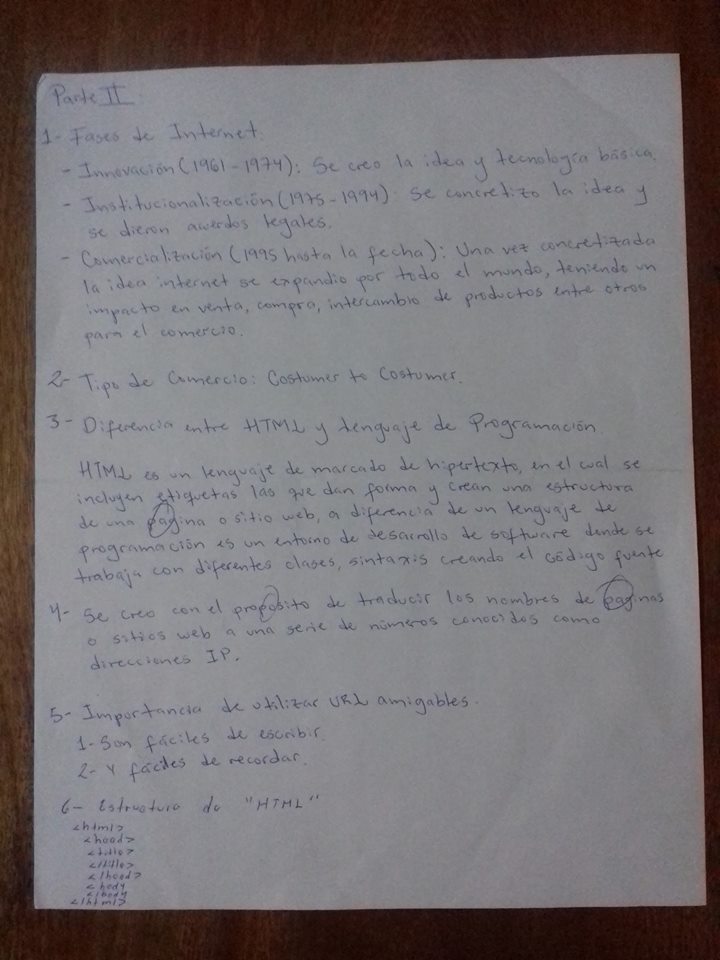 Parte II
1- Fases de Internet.
- Innovación (1961-1974): Se creo la idea y tecnología básica.
- Institucionalización (1975-1994): Se concretizo la idea y
se dieron acuerdos legales.
- Comercialización (1995 hasta la fecha): Una vez concretizada
la idea internet se expandio por todo el mundo, teniendo un
impacto en venta, compra, intercambio de productos entre otros
para el comercio.
2- Tipo de Comercio: Costumer to Costumer.
3- Diferencia entre HTML y Lenguaje de Programación.
HTML es un lenguaje de marcado de hipertexto, en el cual se
incluyen etiquetas las que dan forma y crean una estructura
de una pagina o sitio web, a diferencia de un lenguaje de
programación es un entorno de desarrollo de software donde se
trabaja con diferentes clases, sintaxis creando el código fuente
4- Se creo con el proposito de traducir los nombres de paginas
o sitios web a una serie de números conocidos como
direcciones IP.
5- Importancia de utilizar URL amigables.
1- Son fáciles de escribir.
2- Y fáciles de recordar.
6- Estructura de "HTML"
<html>
<head>
<title>
</title>
</head>
<body
</body
</html>